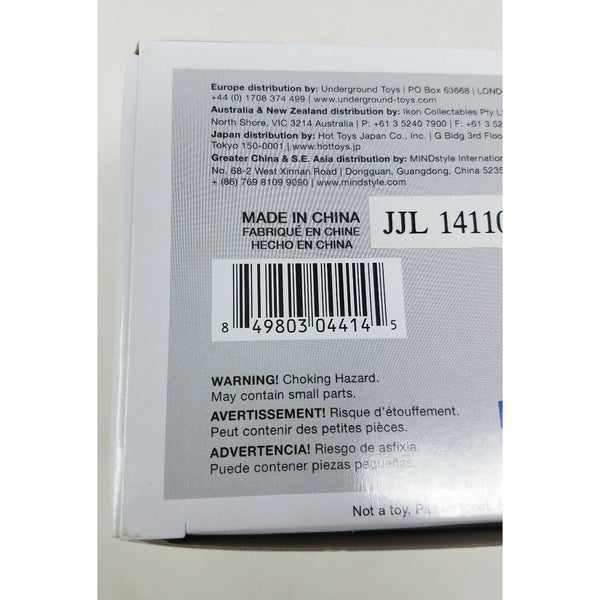 Europe distribution by: Underground Toys | PO Box 63668 | LOND
+44 (0) 1708 374 499 | www.underground-toys.com
Australia & New Zealand distribution by: Ikon Collectables Pty L
North Shore, VIC 3214 Australia | P: +61 3 5240 7900 | F: +61 3 52
Japan distribution by: Hot Toys Japan Co., Inc. | G Bldg 3rd Floo
Tokyo 150-0001 | www.hottoys.jp
Greater China & S.E. Asia distribution by: MINDstyle Internation
No. 68-2 West Xinnan Road | Dongguan, Guangdong, China 5235
+ (86) 769 8109 9090 | www.mindstyle.com
MADE IN CHINA
FABRIQUÉ EN CHINE
HECHO EN CHINA
JJL 14110
8 49803 04414 5
WARNING! Choking Hazard.
May contain small parts.
AVERTISSEMENT! Risque d'étouffement.
Peut contenir des petites pièces.
ADVERTENCIA! Riesgo de asfixia.
Puede contener piezas pequeñas.
Not a toy.